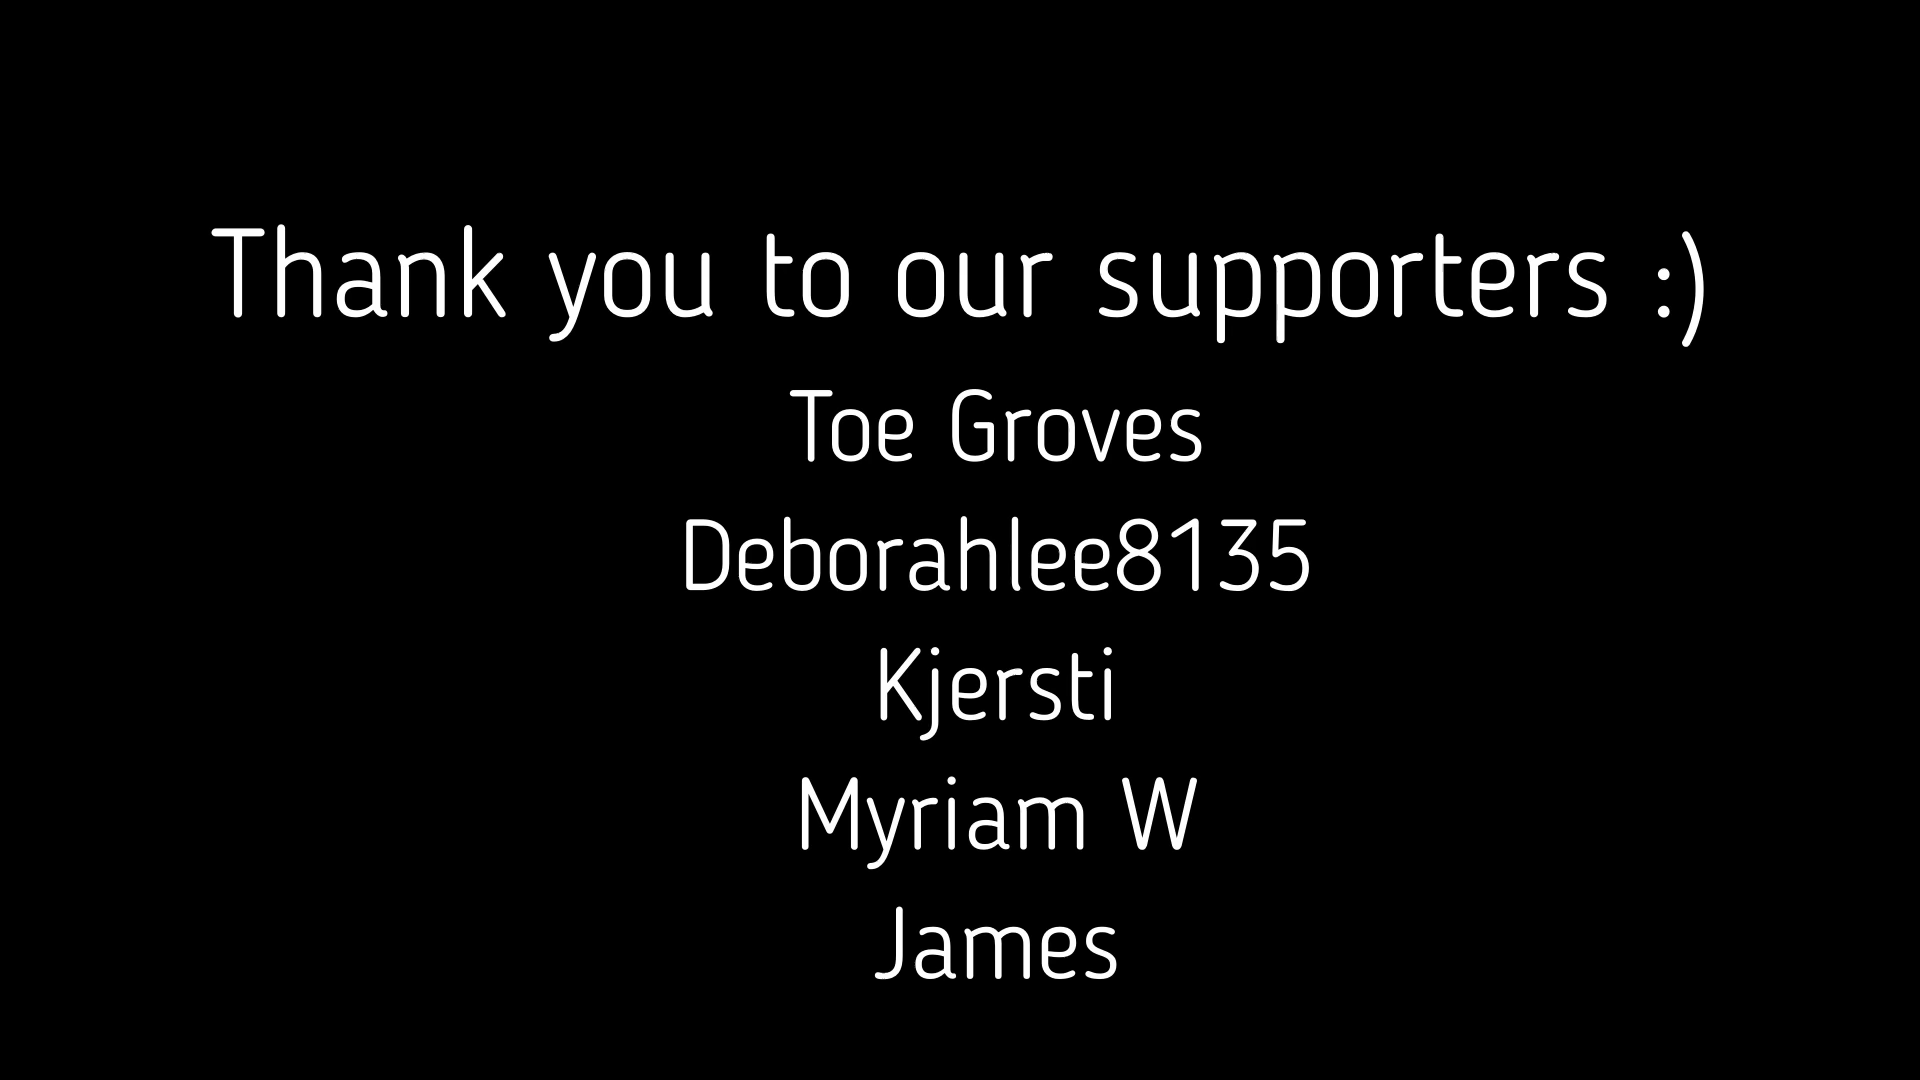 Thank you to our supporters :)
Toe Groves
Deborahlee8135
Kjersti
Myriam W
James